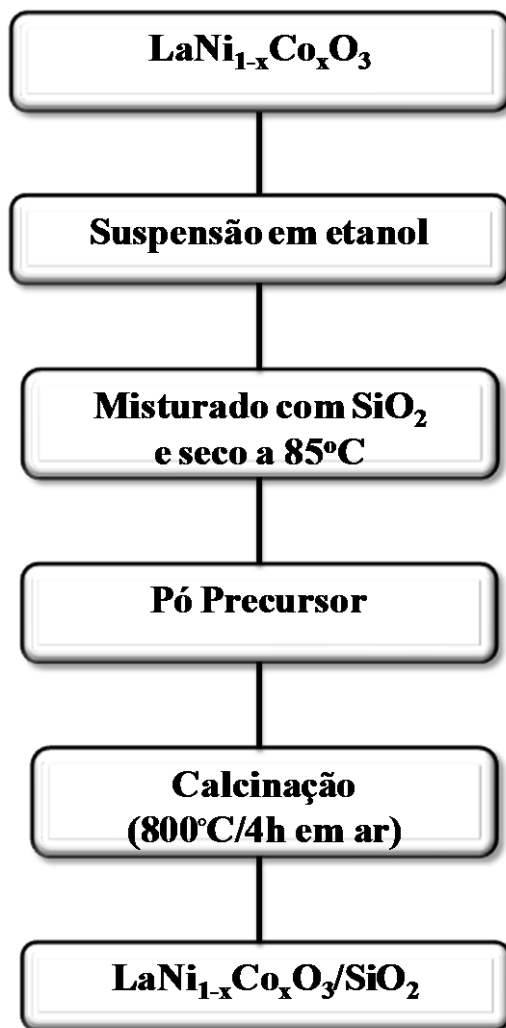 LaNi₁₋ₓCoₓO₃
Suspensão em etanol
Misturado com SiO₂
e seco a 85ºC
Pó Precursor
Calcinação
(800°C/4h em ar)
LaNi₁₋ₓCoₓO₃/SiO₂